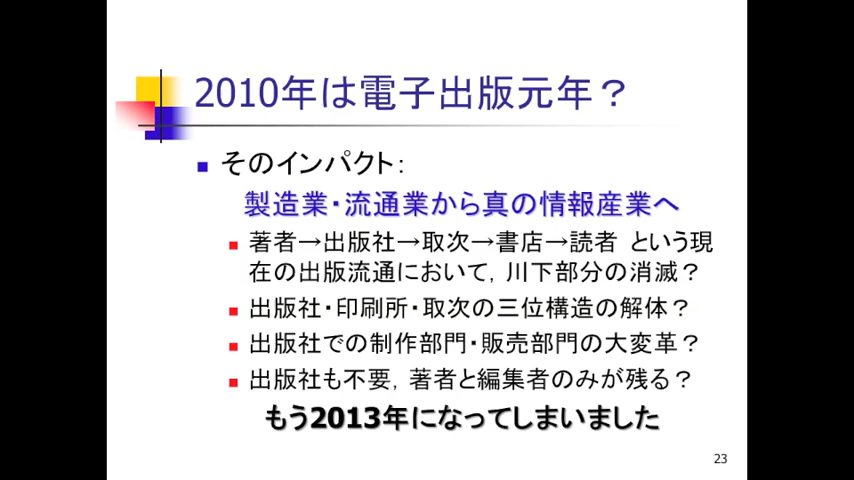 2010年は電子出版元年？
そのインパクト：
製造業・流通業から真の情報産業へ
著者→出版社→取次→書店→読者 という現
在の出版流通において，川下部分の消滅？
出版社・印刷所・取次の三位構造の解体？
出版社での制作部門・販売部門の大変革？
出版社も不要，著者と編集者のみが残る？
もう2013年になってしまいました
23